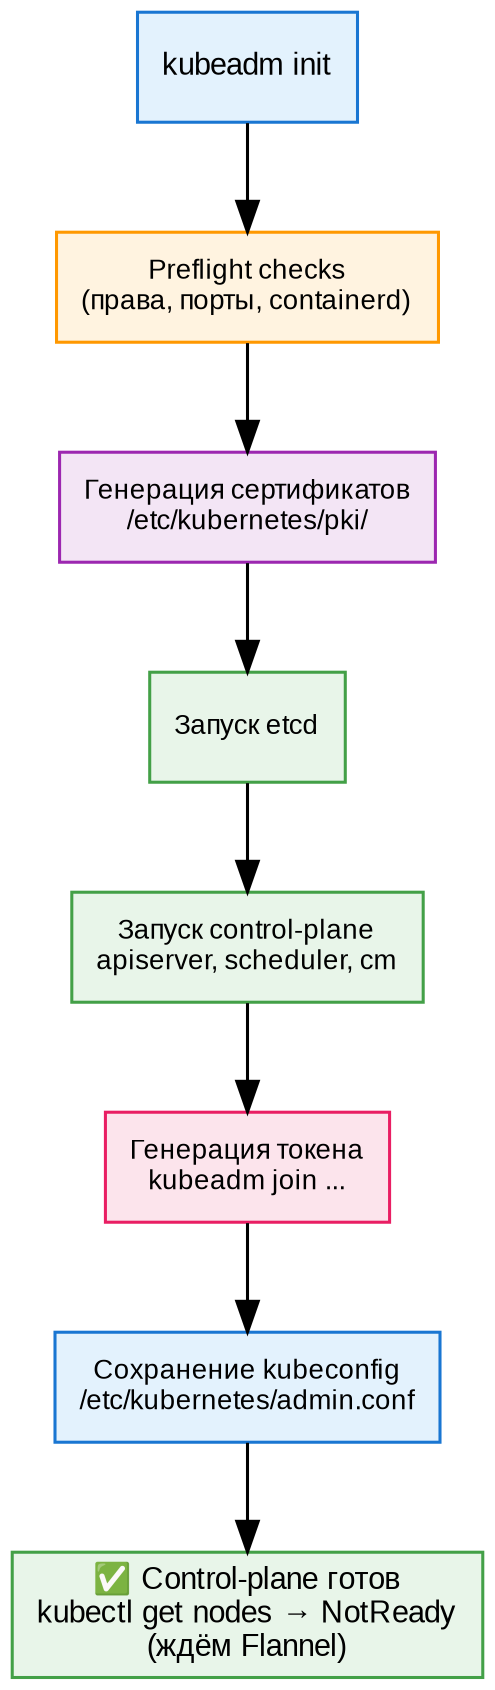 kubeadm init
Preflight checks
(права, порты, containerd)
Генерация сертификатов
/etc/kubernetes/pki/
Запуск etcd
Запуск control-plane
apiserver, scheduler, cm
Генерация токена
kubeadm join ...
Сохранение kubeconfig
/etc/kubernetes/admin.conf
✅ Control-plane готов
kubectl get nodes → NotReady
(ждём Flannel)